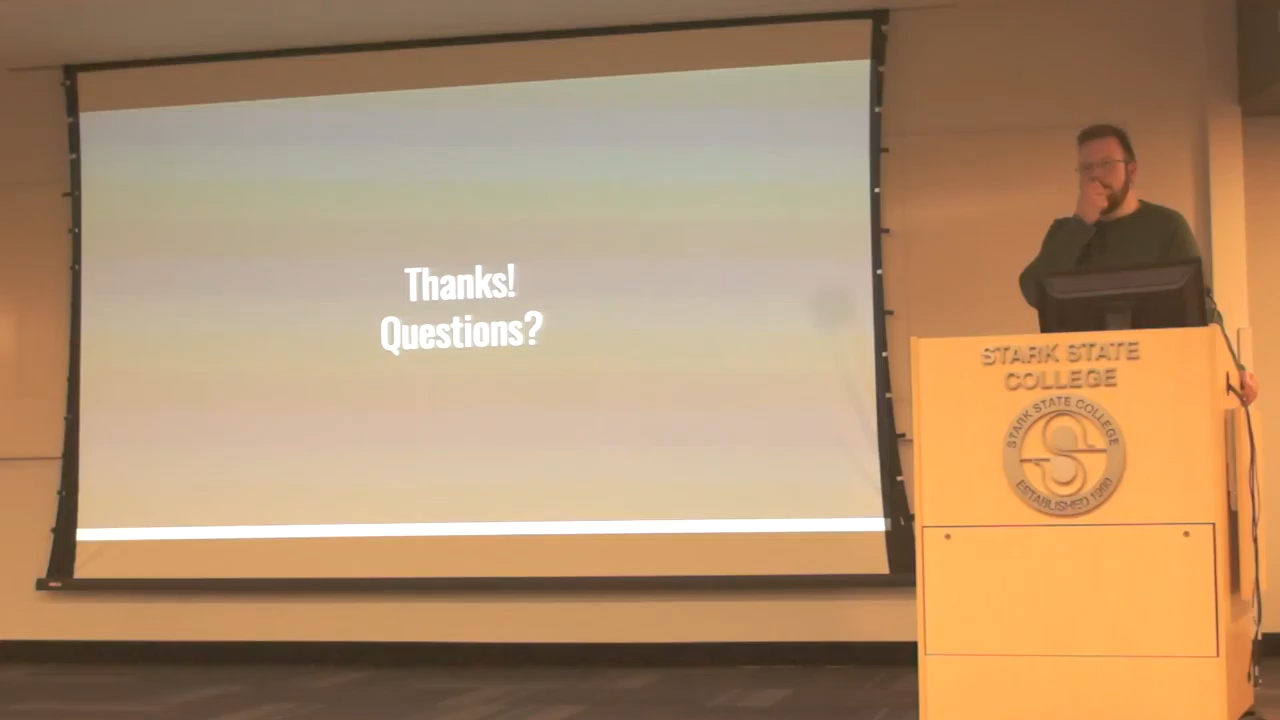 Thanks!
Questions?
STARK STATE
COLLEGE
STARK STATE COLLEGE
ESTABLISHED 1960